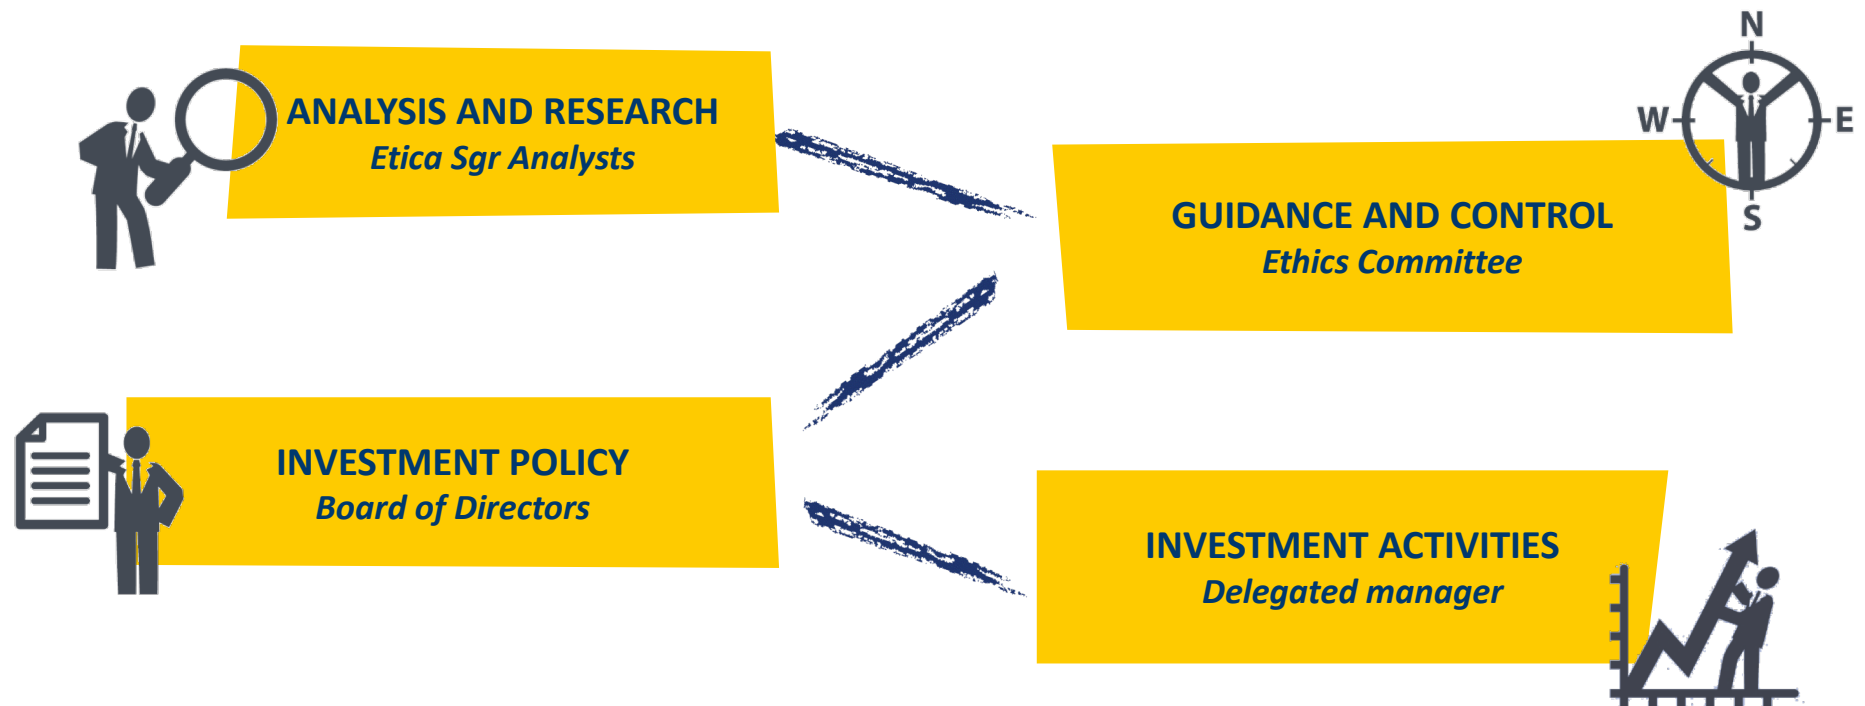 ANALYSIS AND RESEARCH
Etica Sgr Analysts
N
W
E
S
GUIDANCE AND CONTROL
Ethics Committee
INVESTMENT POLICY
Board of Directors
INVESTMENT ACTIVITIES
Delegated manager